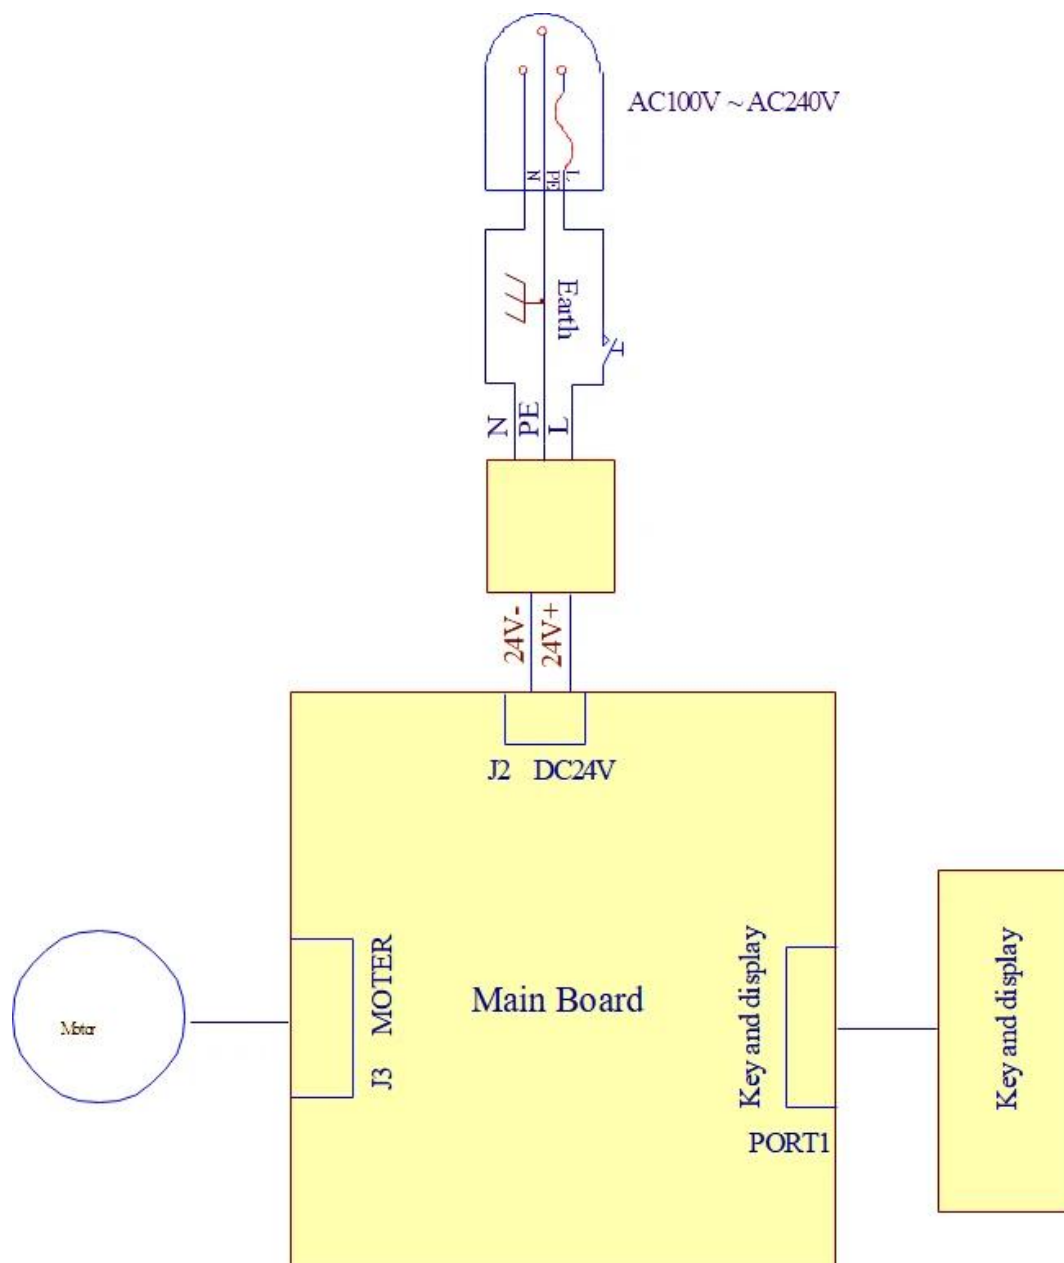 AC100V ~ AC240V
N
PE
L
Earth
N
PE
L
24V-
24V+
J2 DC24V
J3 MOTER
Motor
Main Board
Key and display
PORT1
Key and display